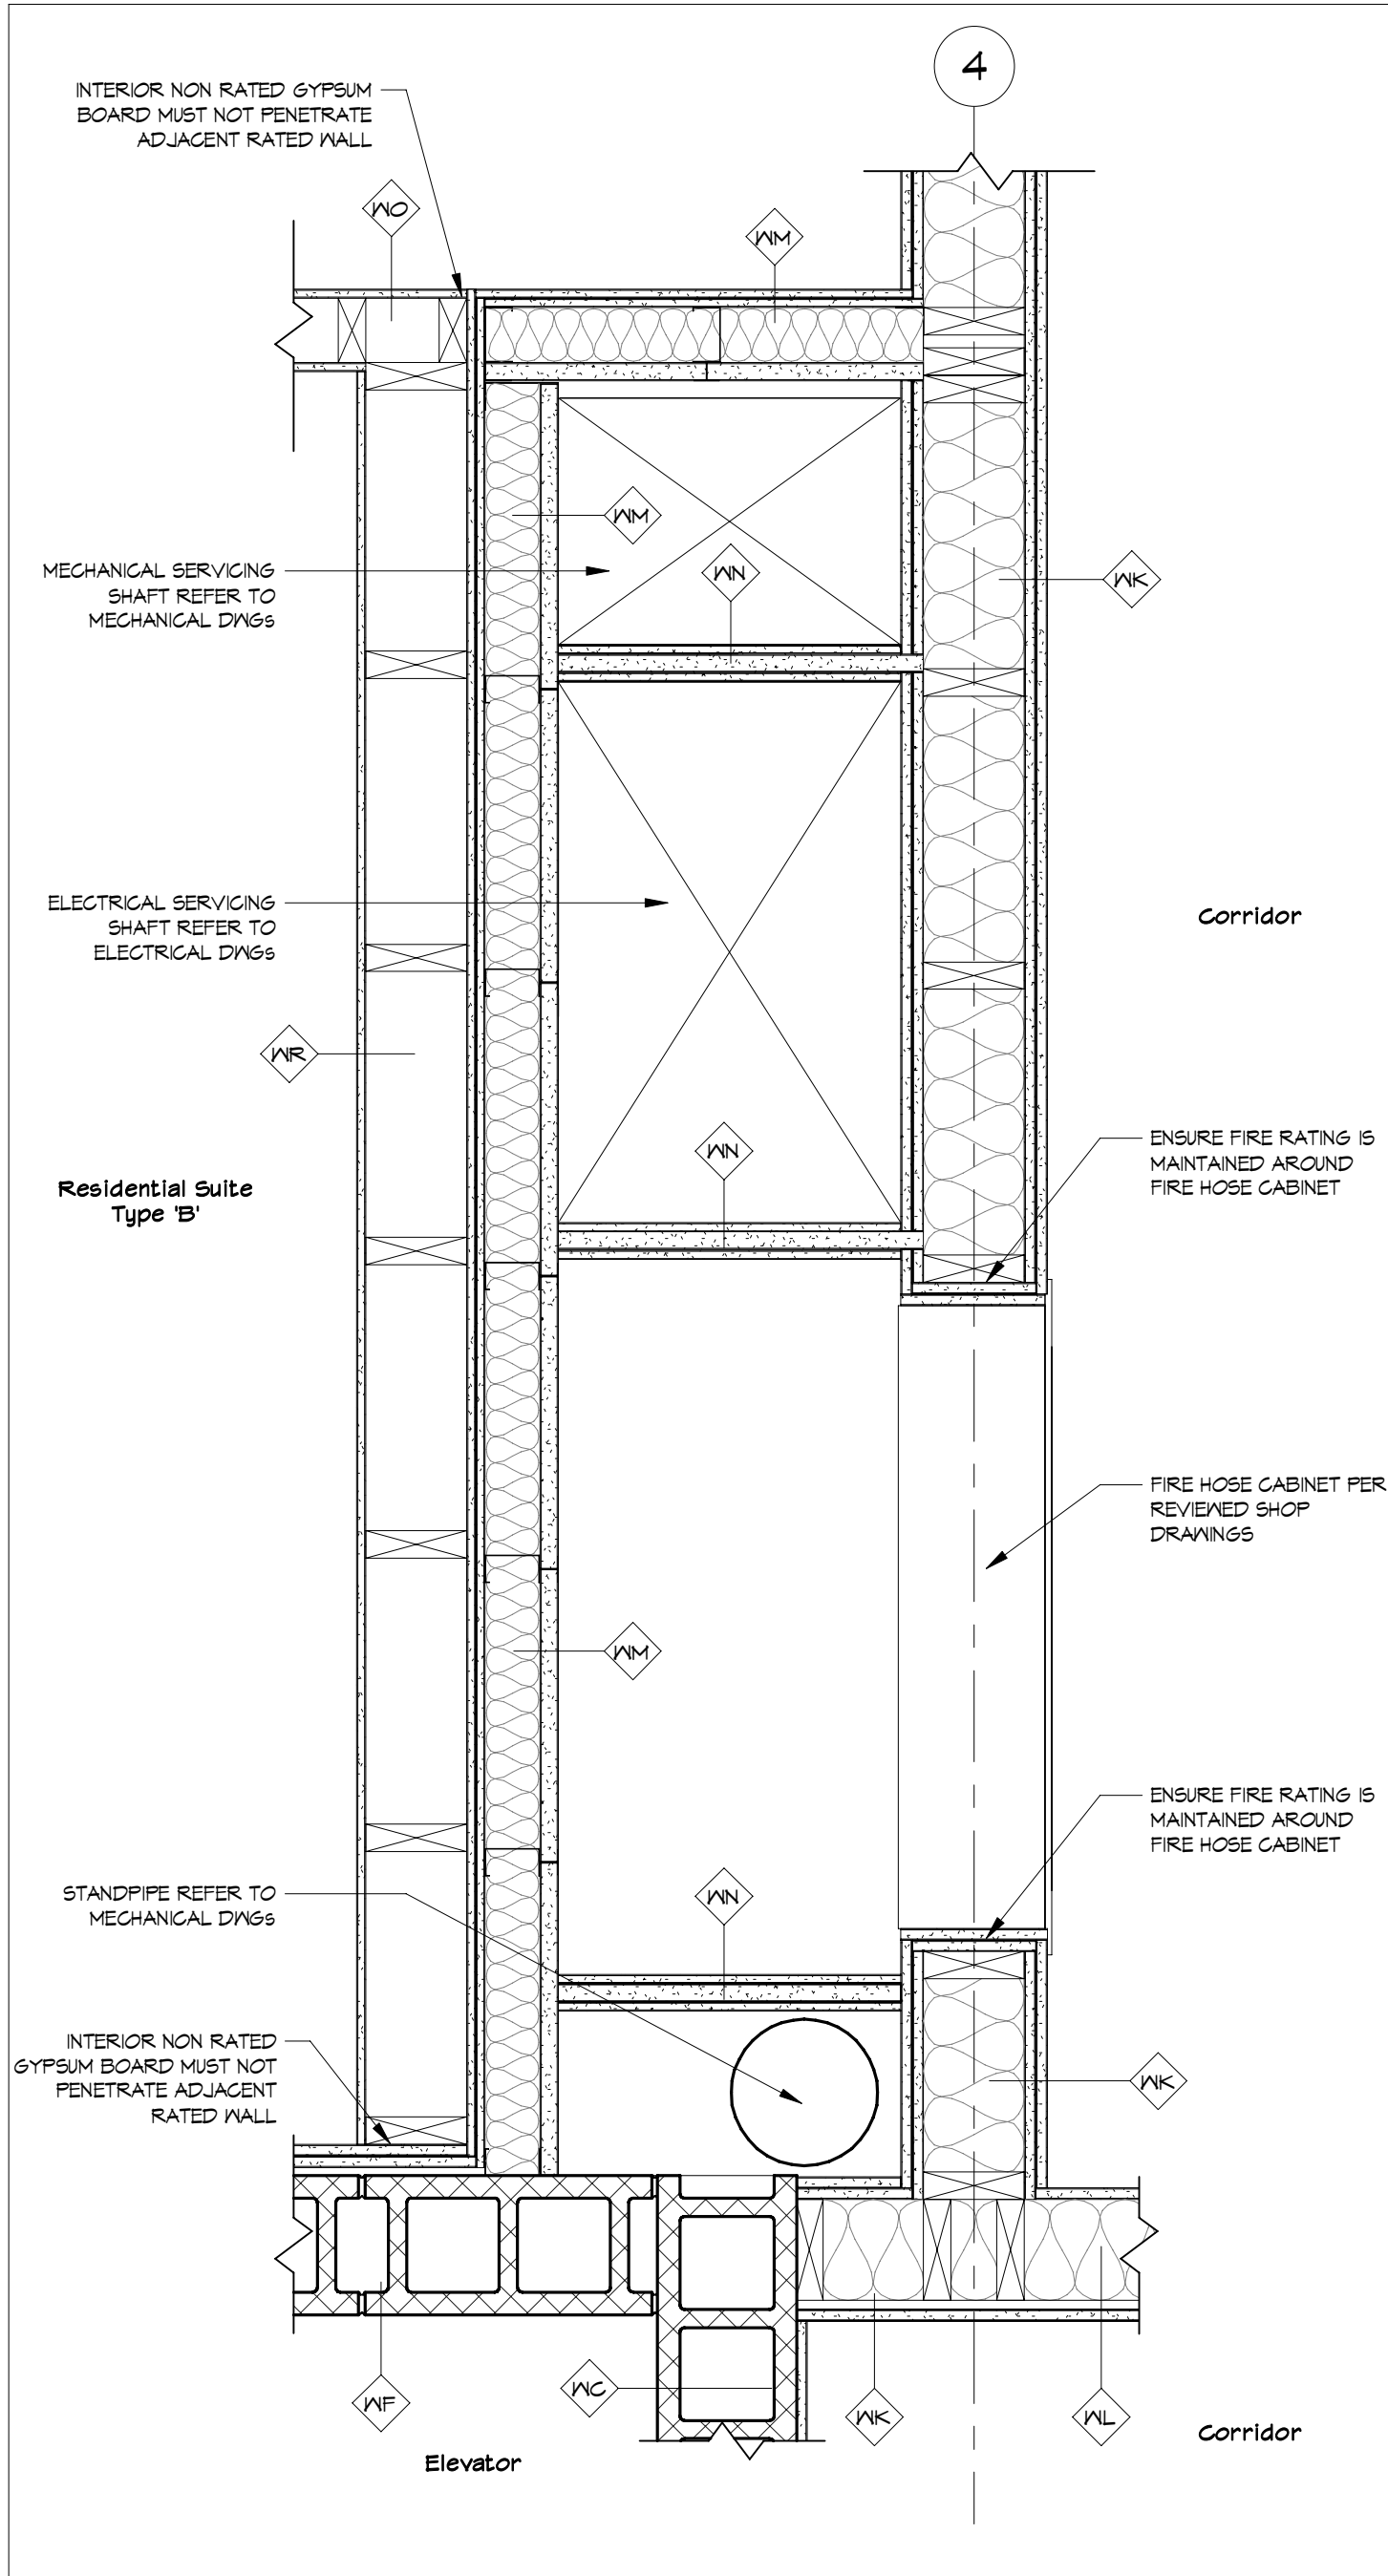 4
INTERIOR NON RATED GYPSUM
BOARD MUST NOT PENETRATE
ADJACENT RATED WALL
WO
WM
WM
MECHANICAL SERVICING
SHAFT REFER TO
MECHANICAL DWGs
WN
WK
ELECTRICAL SERVICING
SHAFT REFER TO
ELECTRICAL DWGs
Corridor
WR
ENSURE FIRE RATING IS
MAINTAINED AROUND
FIRE HOSE CABINET
WN
Residential Suite
Type 'B'
FIRE HOSE CABINET PER
REVIEWED SHOP
DRAWINGS
WM
ENSURE FIRE RATING IS
MAINTAINED AROUND
FIRE HOSE CABINET
STANDPIPE REFER TO
MECHANICAL DWGs
WN
INTERIOR NON RATED
GYPSUM BOARD MUST NOT
PENETRATE ADJACENT
RATED WALL
WK
WF
WC
WK
WL
Corridor
Elevator